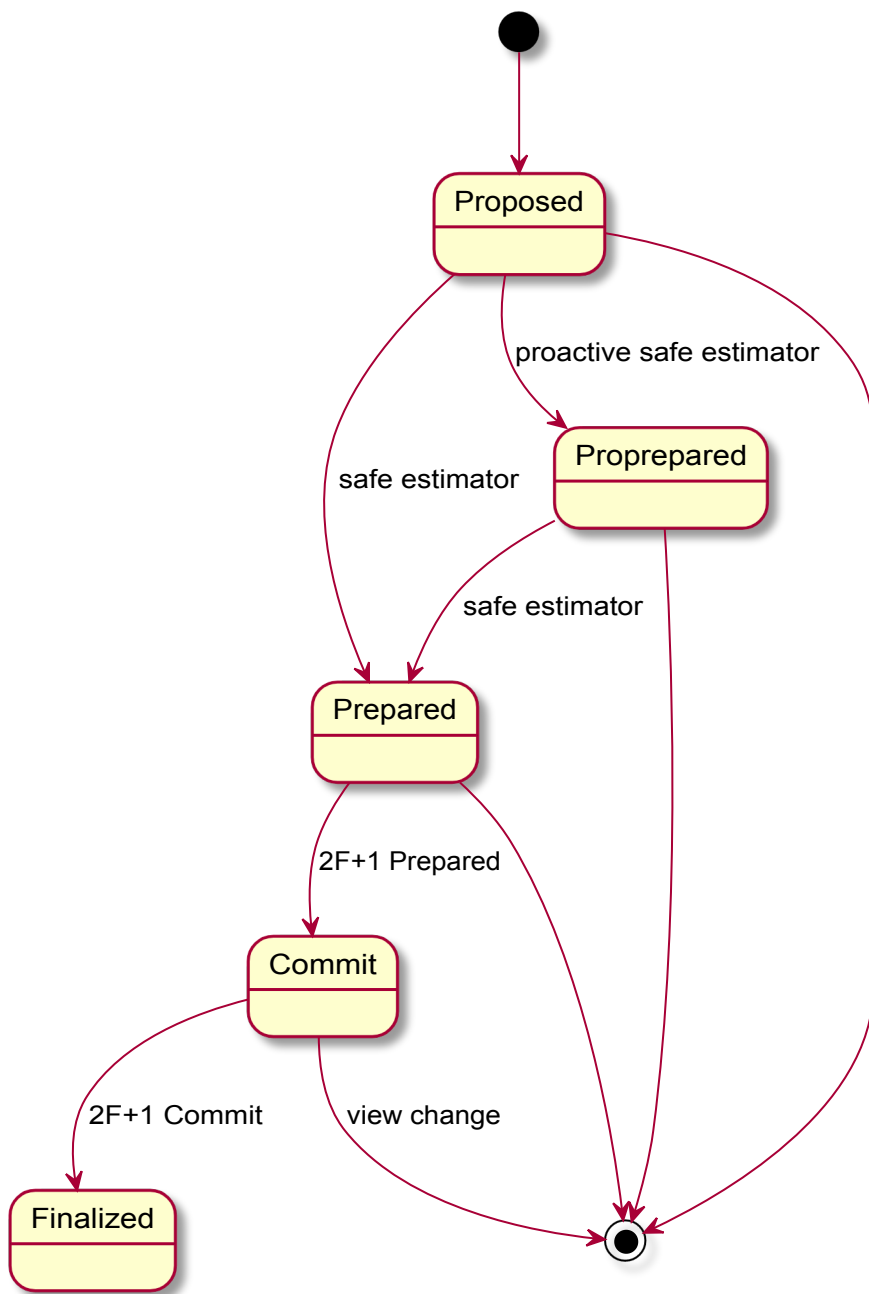 Proposed
proactive safe estimator
Proprepared
safe estimator
safe estimator
Prepared
2F+1 Prepared
Commit
2F+1 Commit
view change
Finalized